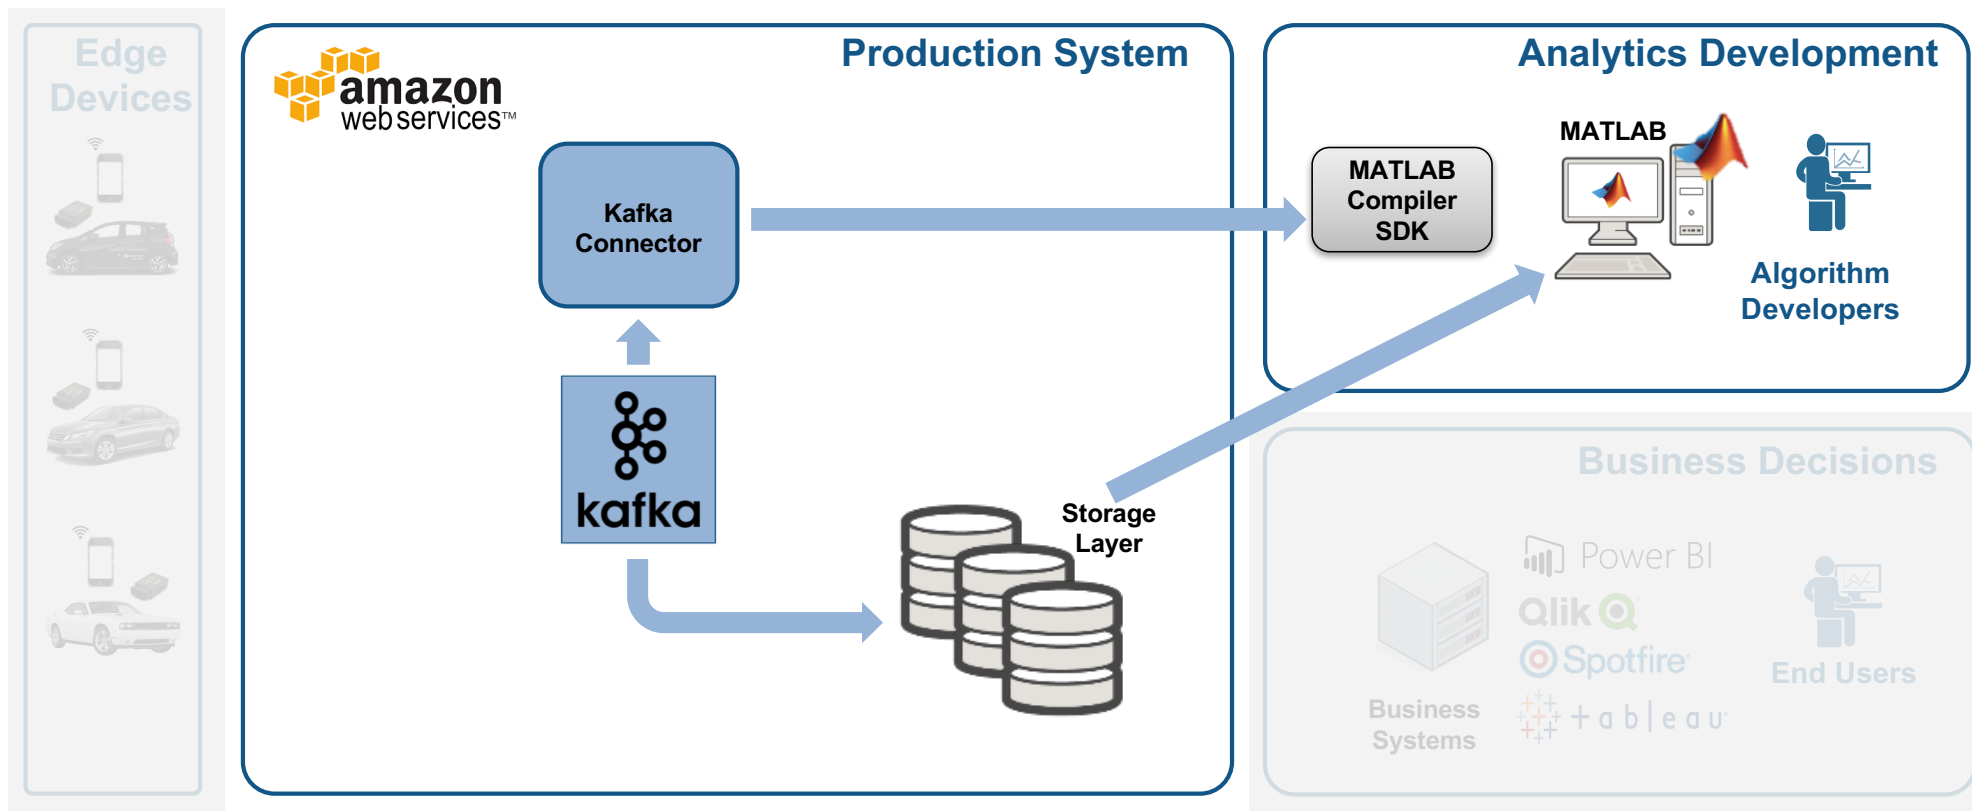 Edge
Devices
amazon
web services™
Production System
Kafka
Connector
kafka
Storage
Layer
Analytics Development
MATLAB
Compiler
SDK
MATLAB
Algorithm
Developers
Business Decisions
Business
Systems
Power BI
Qlik
Spotfire
+ableau
End Users